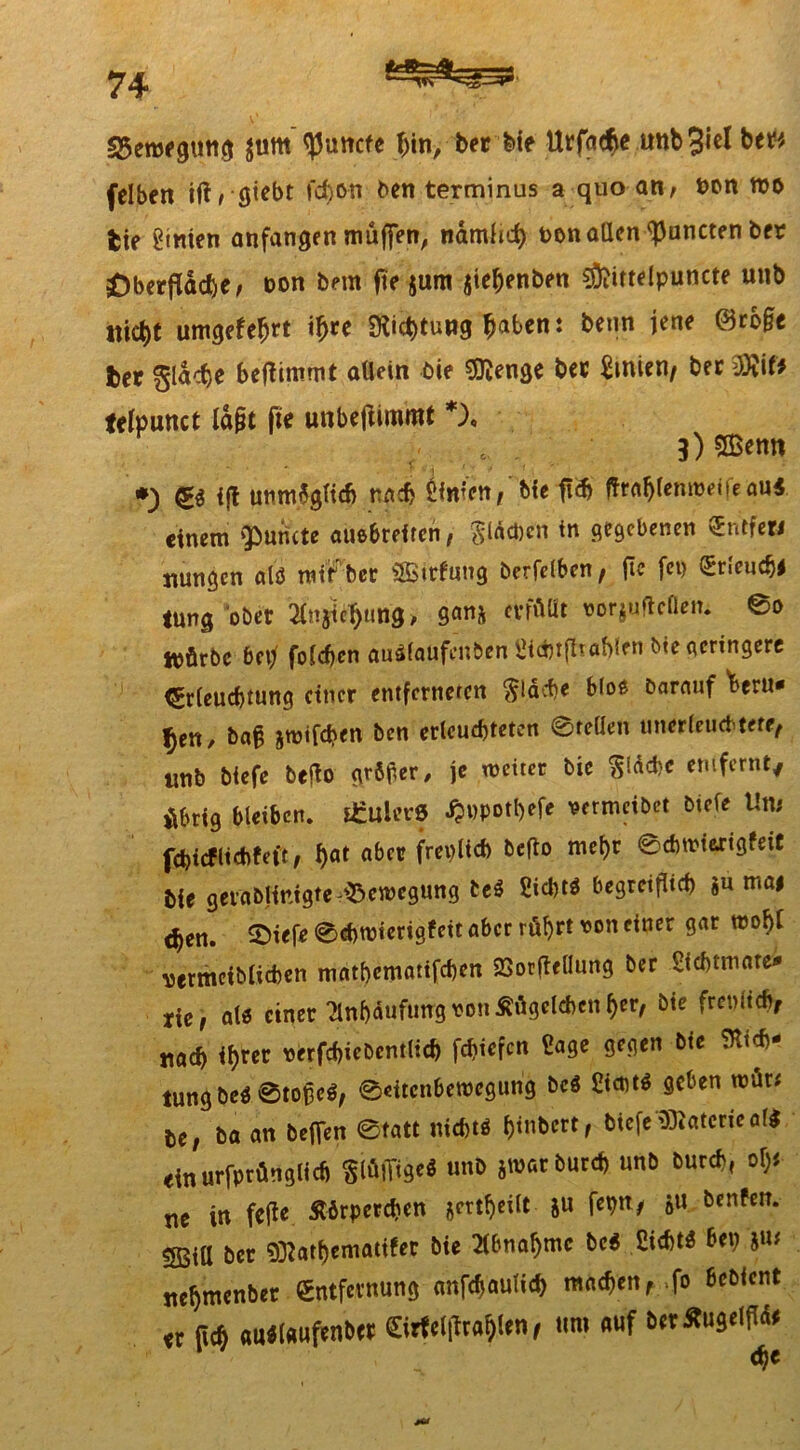 74
Bewegung zum Puncte hin, der die Ursache und Ziel der-
selben ist, giebt schon den terminus a quo an, von wo
die Linien anfangen müssen, nämlich von allen Puncten der
Oberfläche, von dem sie zum ziehenden Mittelpuncte und
nicht umgekehrt ihre Richtung haben: denn jene Größe
der Fläche bestimmt allein die Menge der Linien, der Mit-
telpunct läßt sie unbestimmt *).
3) Wenn
*) Es ist unmöglich nach Linien, die sich strahlenweise aus
einem Puncte ausbreiten, Flächen in gegebenen Entfer-
nungen als mit der Wirkung derselben, sie sey Erleuch-
tung oder Anziehung, ganz erfüllt vorzustellen. So
würde bey solchen auslaufenden Lichtstrahlen die geringere
Erleuchtung einer entferneren Fläche blos darauf beru-
hen, daß zwischen den erleuchteten Stellen unerleuchtete,
und diese desto größer, je weiter die Fläche entfernt,
übrig bleiben. Eulers Hypothese vermeidet diese Un-
schicklichkeit, hat aber freylich desto mehr Schwierigkeit
die geradlinigte Bewegung des Lichts begreiflich zu ma-
chen. Diese Schwierigkeit aber rührt von einer gar wohl
vermeidlichen mathematischen Vorstellung der Lichtmate-
rie, als einer Anhäufung von Kügelchen her, die freylich,
nach ihrer verschiedentlich schiefen Lage gegen die Rich-
tung des Stoßes, Seitenbewegung des Lichts geben wür-
de, da an dessen Statt nichts hindert, diese Materie als
ein ursprünglich Flüssiges und zwar durch und durch, oh-
ne in feste Körperchen zertheilt zu seyn, zu denken.
Will der Mathematiker die Abnahme des Lichts bey zu-
nehmender Entfernung anschaulich machen, so bedient
er sich auslaufender Cirkelstrahlen, um auf der Kugelflä-
che